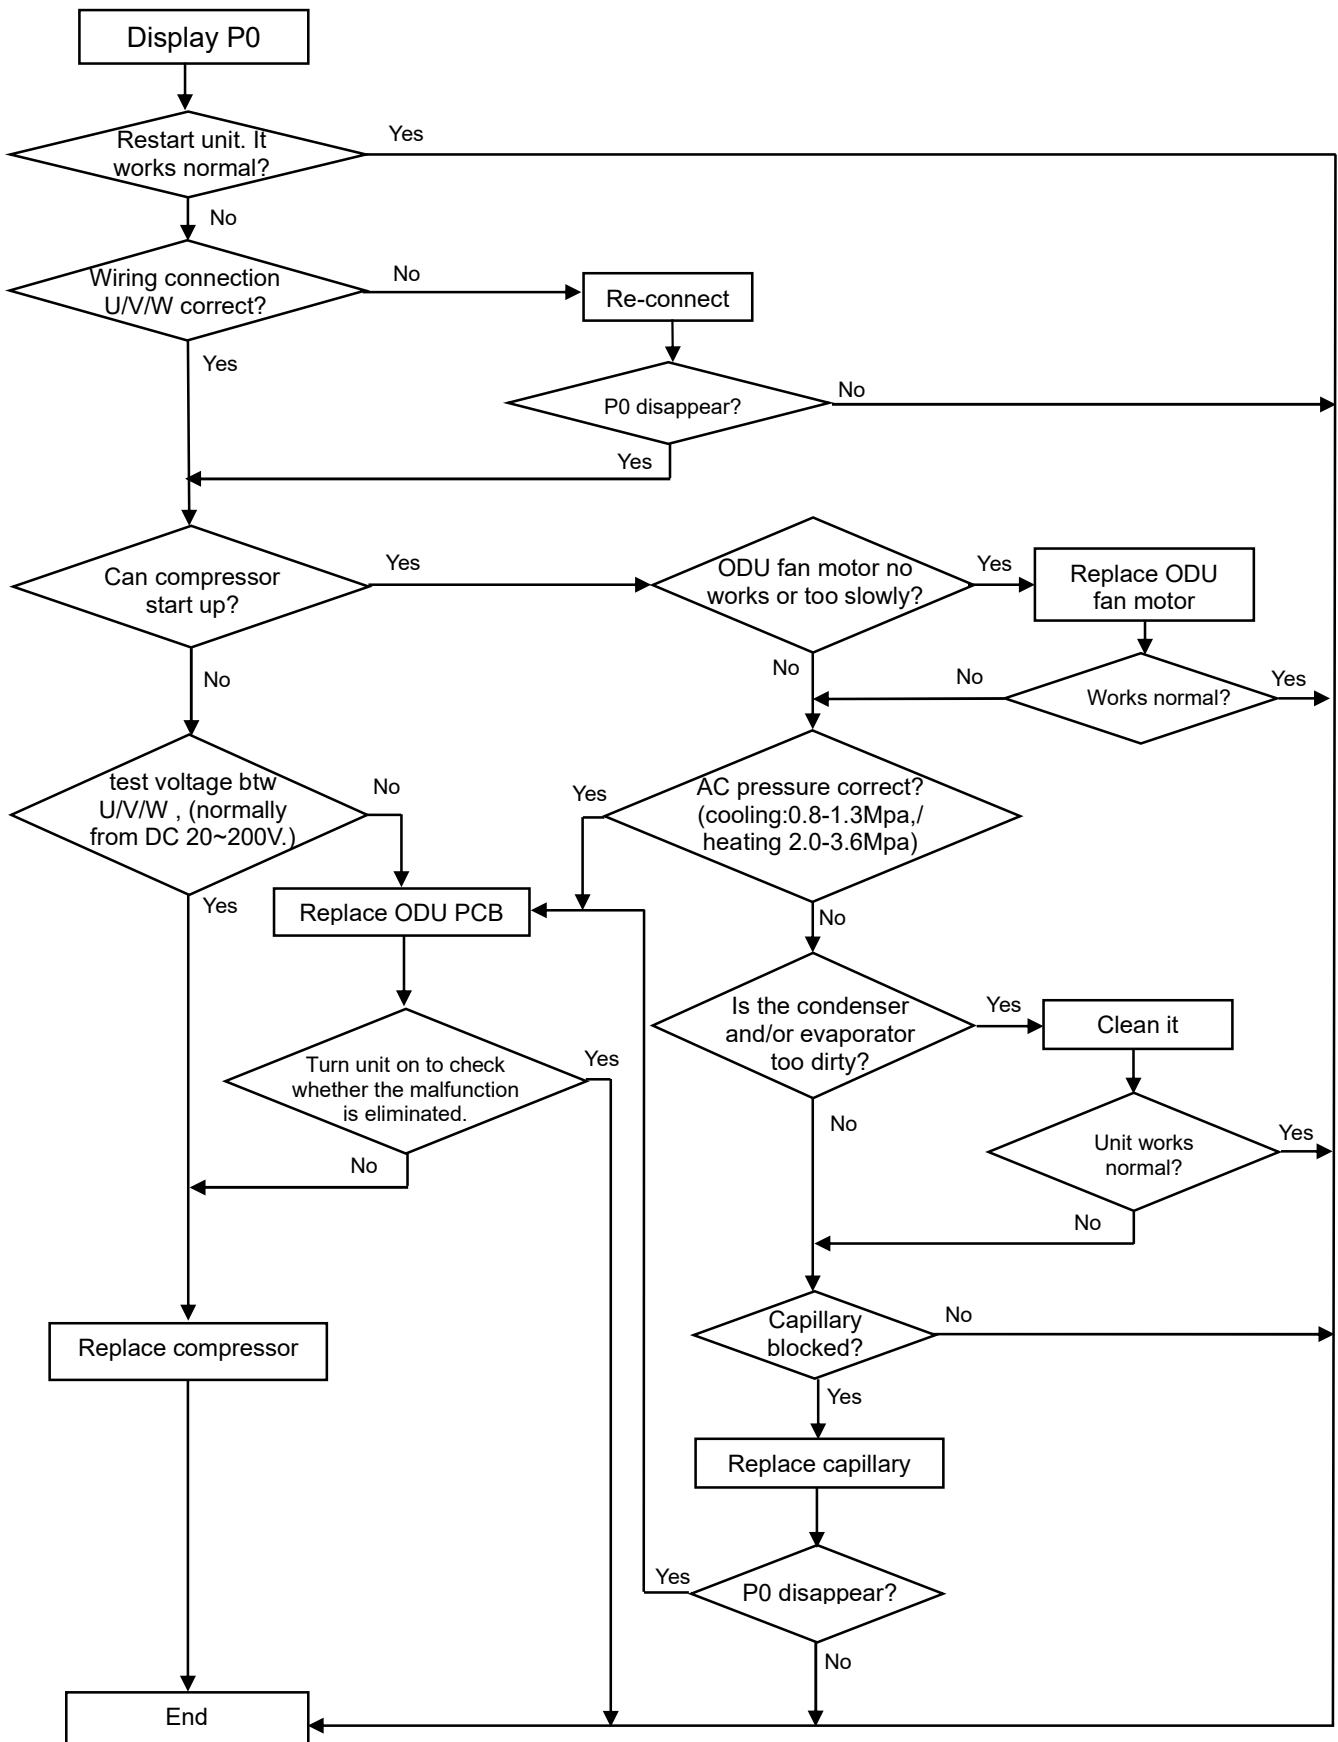 Display P0
Restart unit. It
works normal?
Yes
No
Wiring connection
U/V/W correct?
No
Re-connect
Yes
P0 disappear?
No
Yes
Can compressor
start up?
Yes
ODU fan motor no
works or too slowly?
Yes
Replace ODU
fan motor
No
No
Works normal?
No
Yes
test voltage btw
U/V/W , (normally
from DC 20~200V.)
No
Yes
AC pressure correct?
(cooling:0.8-1.3Mpa,/
heating 2.0-3.6Mpa)
Yes
Replace ODU PCB
No
Is the condenser
and/or evaporator
too dirty?
Yes
Clean it
Turn unit on to check
whether the malfunction
is eliminated.
Yes
No
No
Unit works
normal?
Yes
No
Capillary
blocked?
No
Replace compressor
Yes
Replace capillary
Yes
P0 disappear?
No
End